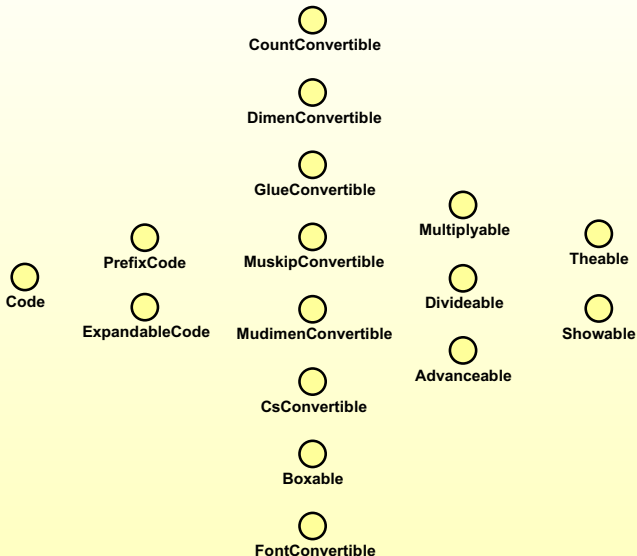 CountConvertible
DimenConvertible
GlueConvertible
Multiplyable
PrefixCode
MuskipConvertible
Theable
Code
Divideable
ExpandableCode
MudimenConvertible
Showable
Advanceable
CsConvertible
Boxable
FontConvertible